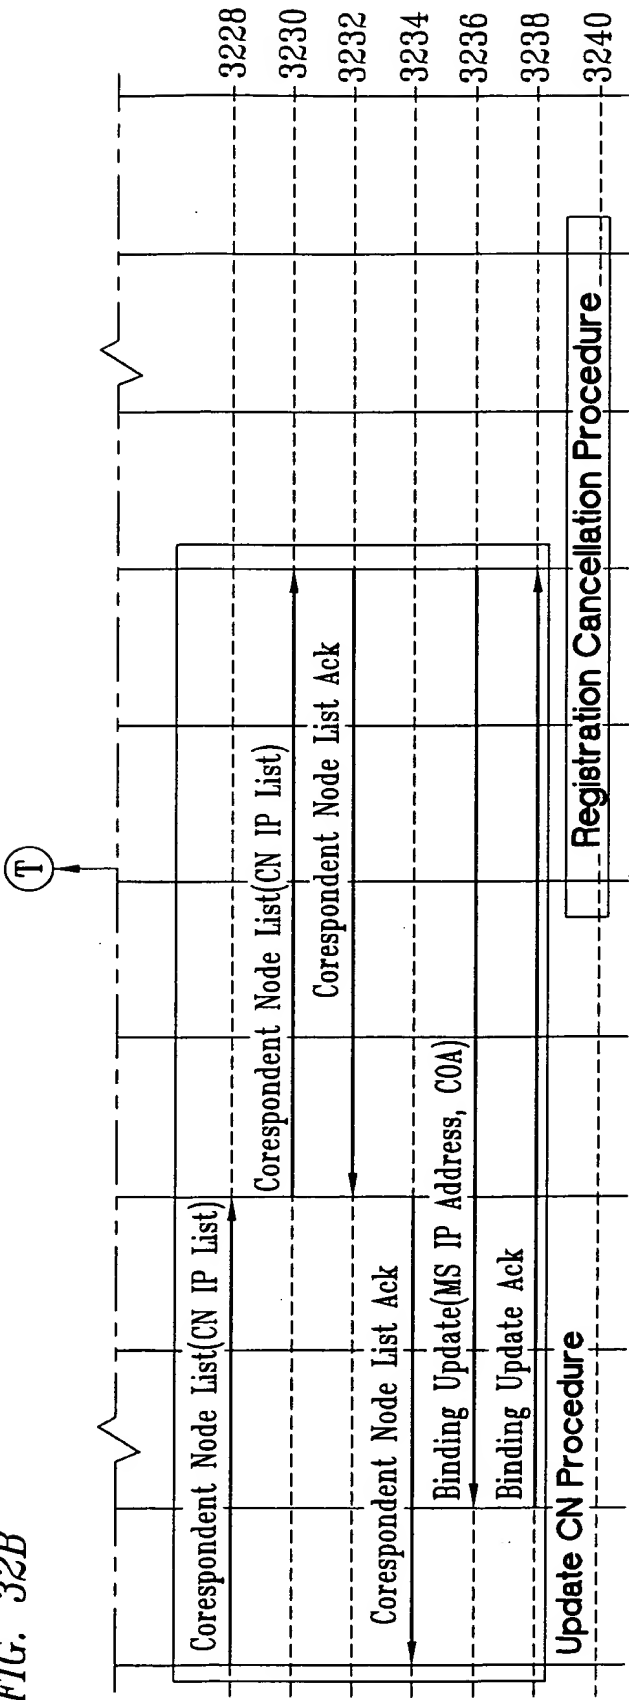 FIG. 32B
T
Corespondent Node List(CN IP List)
3228
Corespondent Node List(CN IP List)
3230
Corespondent Node List Ack
3232
Corespondent Node List Ack
3234
Binding Update(MS IP Address, COA)
3236
Binding Update Ack
3238
Update CN Procedure
Registration Cancellation Procedure
3240